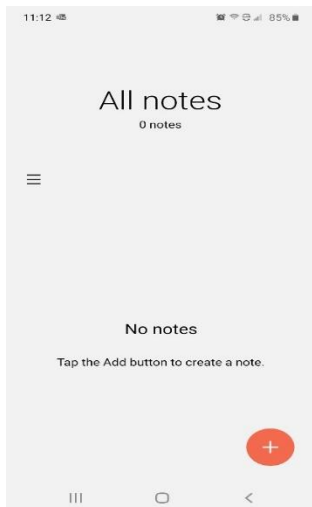 11:12 85%
All notes
0 notes
No notes
Tap the Add button to create a note.